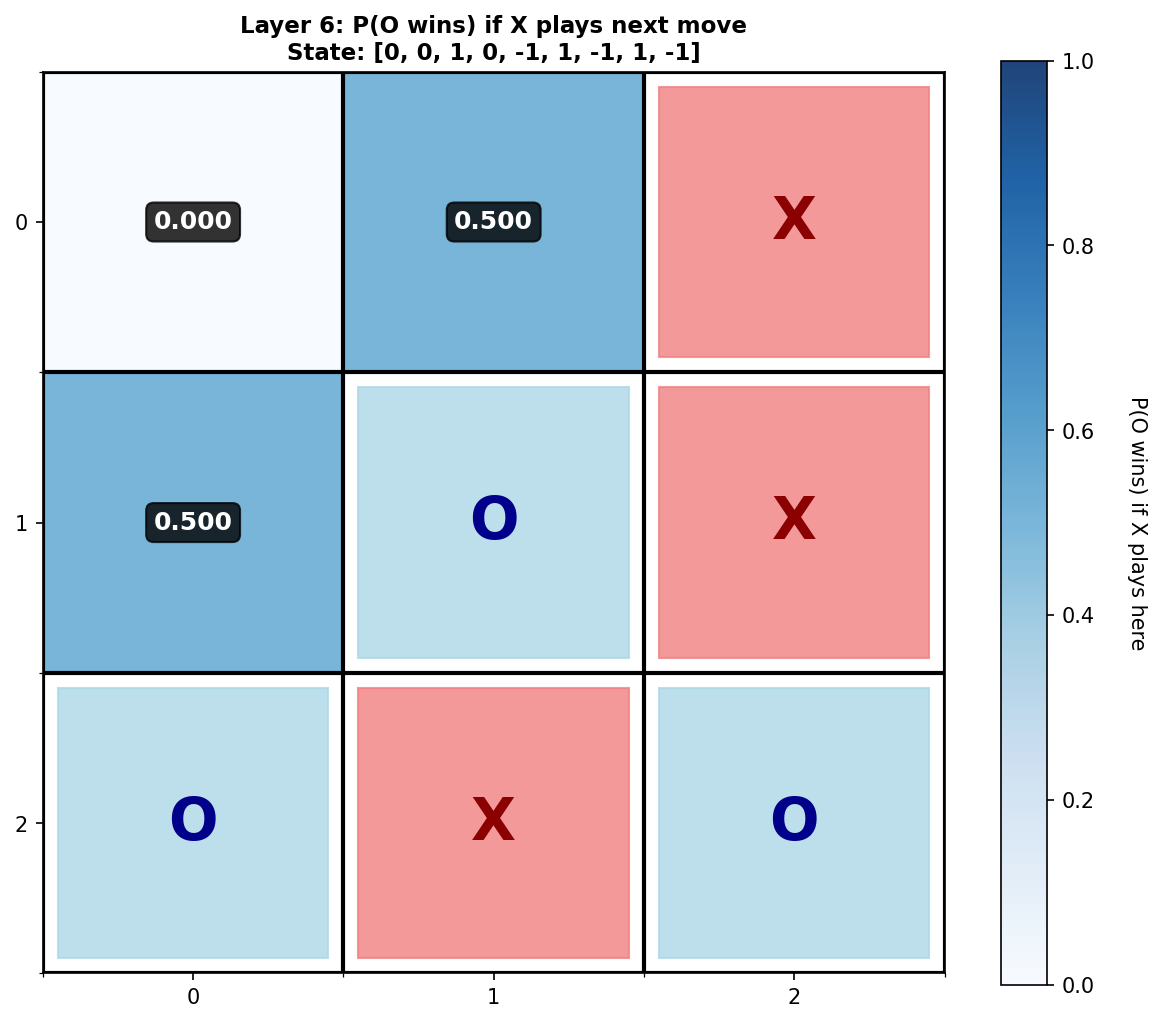 Layer 6: P(O wins) if X plays next move
State: [0, 0, 1, 0, -1, 1, -1, 1, -1]
0
0.000
0.500
X
1
0.500
O
X
2
O
X
O
0
1
2
1.0
0.8
0.6
0.4
0.2
0.0
P(O wins) if X plays here